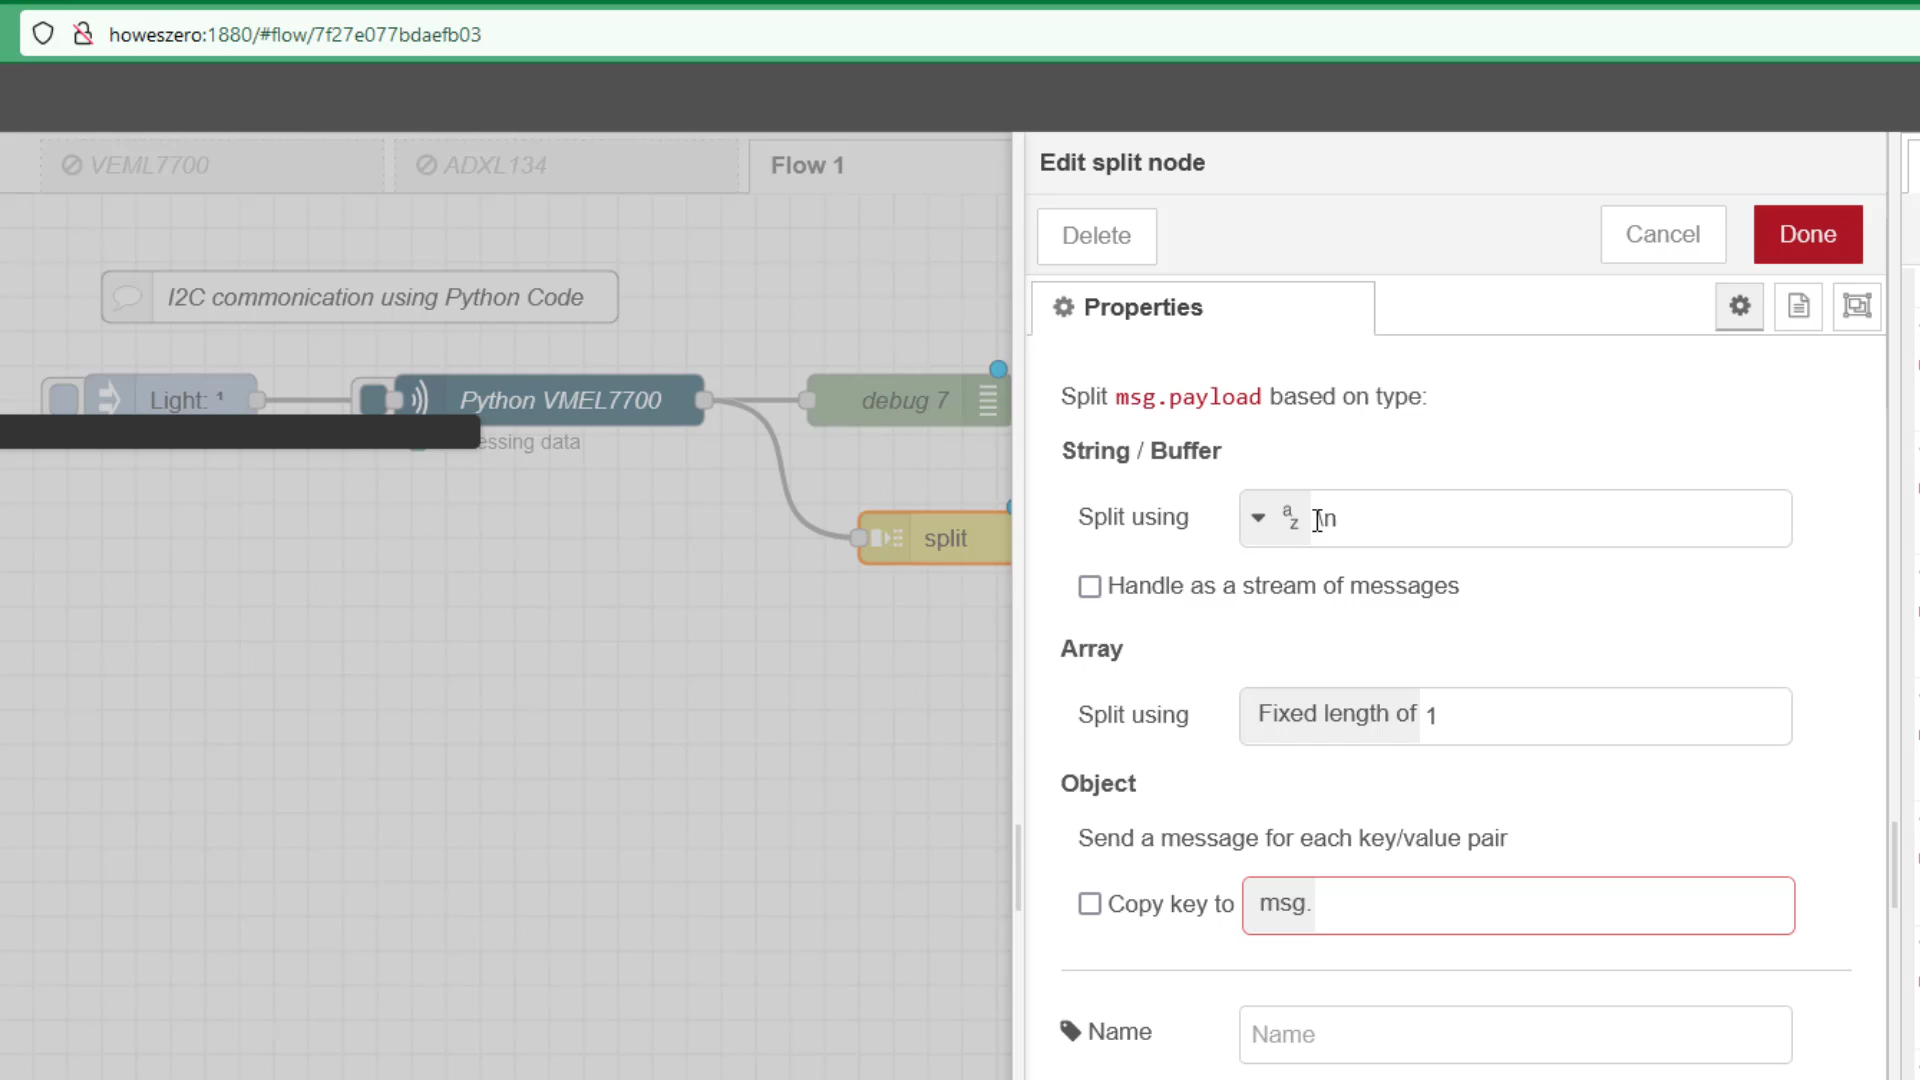 howeszero:1880/#flow/7f27e077bdaefb03
VEML7700
ADXL134
Flow 1
Edit split node
Delete
Cancel
Done
I2C commonication using Python Code
Properties
Light: ¹
Python VMEL7700
debug 7
essing data
split
Split msg.payload based on type:
String / Buffer
Split using
az \n
Handle as a stream of messages
Array
Split using
Fixed length of 1
Object
Send a message for each key/value pair
Copy key to
msg.
Name
Name